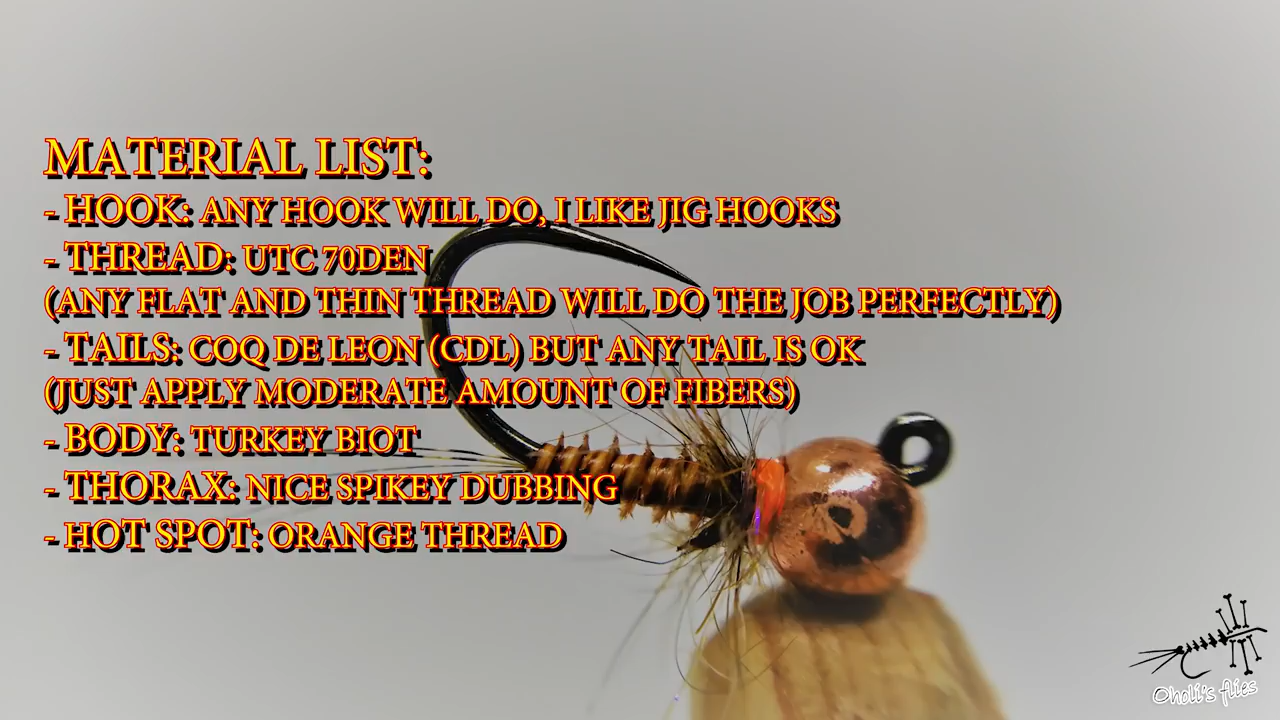 MATERIAL LIST:
- HOOK: ANY HOOK WILL DO, I LIKE JIG HOOKS
- THREAD: UTC 70DEN
(ANY FLAT AND THIN THREAD WILL DO THE JOB PERFECTLY)
- TAILS: COQ DE LEON (CDL) BUT ANY TAIL IS OK
(JUST APPLY MODERATE AMOUNT OF FIBERS)
- BODY: TURKEY BIOT
- THORAX: NICE SPIKEY DUBBING
- HOT SPOT: ORANGE THREAD
Oholi's flies